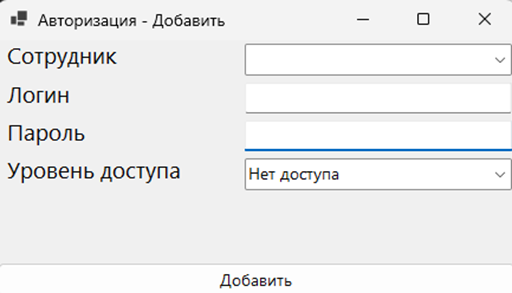 Авторизация - Добавить
Сотрудник
Логин
Пароль
Уровень доступа Нет доступа
Добавить